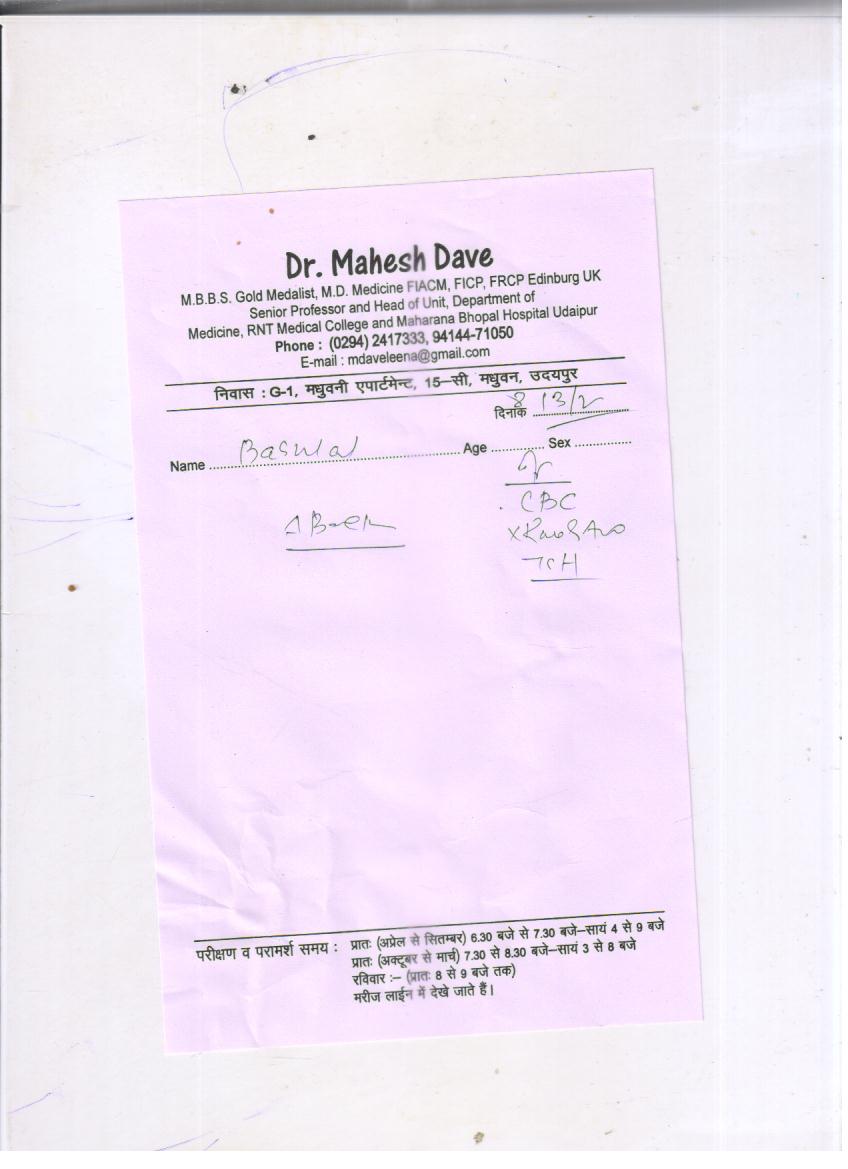 Dr. Mahesh Dave
M.B.B.S. Gold Medalist, M.D. Medicine FIACM, FICP, FRCP Edinburg UK
Senior Professor and Head of Unit, Department of
Medicine, RNT Medical College and Maharana Bhopal Hospital Udaipur
Phone : (0294) 2417333, 94144-71050
E-mail : mdaveleena@gmail.com
निवास : G-1, मधुवनी एपार्टमेन्ट, 15–सी, मधुवन, उदयपुर
दिनांक
Name Age Sex
CBC
TSH
परीक्षण व परामर्श समय : प्रातः (अप्रेल से सितम्बर) 6.30 बजे से 7.30 बजे–सायं 4 से 9 बजे
प्रातः (अक्टूबर से मार्च) 7.30 से 8.30 बजे–सायं 3 से 8 बजे
रविवार :– (प्रातः 8 से 9 बजे तक)
मरीज लाईन में देखे जाते हैं।